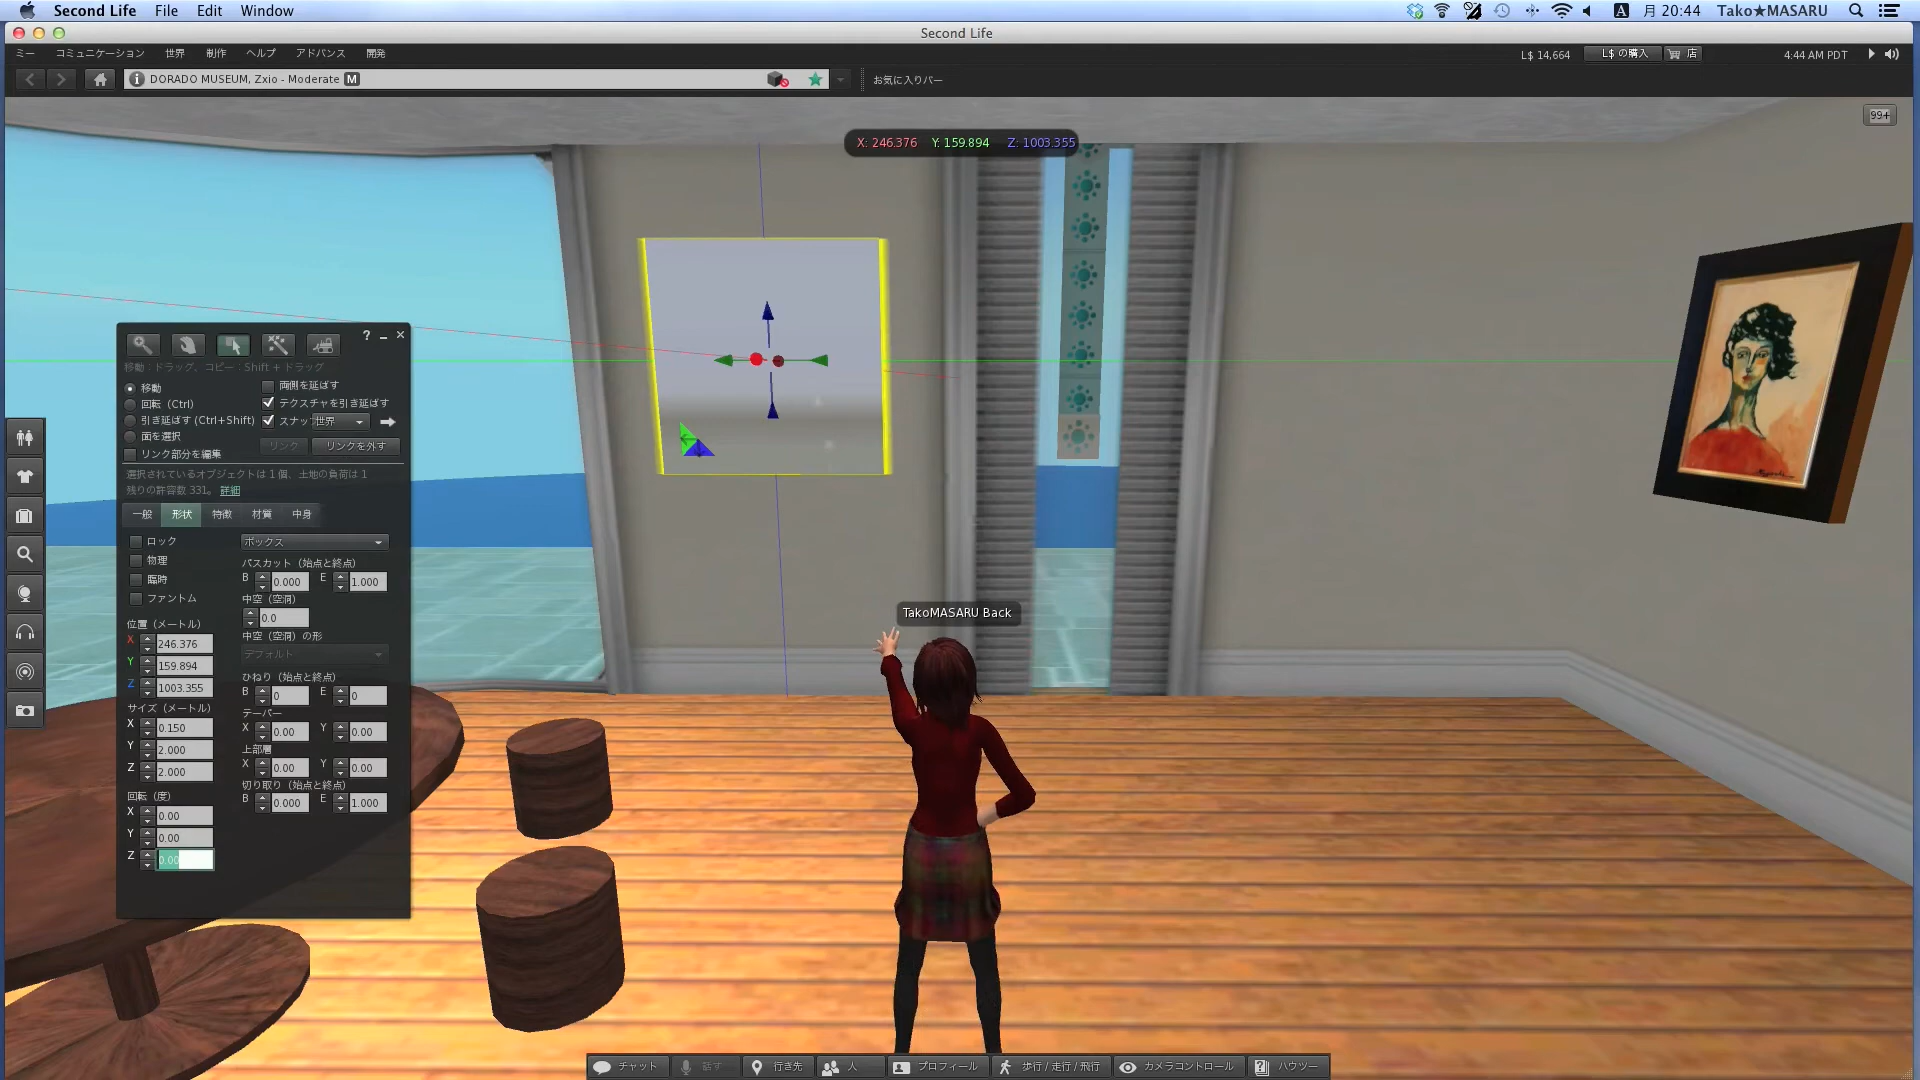 Second Life File Edit Window
A 月 20:44 Tako★MASARU
Second Life
ミー コミュニケーション 世界 制作 ヘルプ アドバンス 開発
L$ 14,664 L$ の購入 店 4:44 AM PDT
DORADO MUSEUM, Zxio - Moderate M
お気に入りバー
99+
X: 246.376 Y: 159.894 Z: 1003.355
? _ ×
移動：ドラッグ、コピー：Shift + ドラッグ
移動 両側を延ばす
回転（Ctrl） テクスチャを引き延ばす
引き延ばす (Ctrl+Shift) スナッ 世界
面を選択
リンク リンクを外す
リンク部分を編集
選択されているオブジェクトは 1 個、土地の負荷は 1
残りの許容数 331。 詳細
一般 形状 特徴 材質 中身
ロック ボックス
物理 パスカット（始点と終点）
臨時 B 0.000 E 1.000
ファントム 中空（空洞）
0.0
位置（メートル） 中空（空洞）の形
X 246.376 デフォルト
Y 159.894
Z 1003.355 ひねり（始点と終点）
B 0 E 0
サイズ（メートル） テーパー
X 0.150 X 0.00 Y 0.00
Y 2.000 上部層
Z 2.000 X 0.00 Y 0.00
回転（度） 切り取り（始点と終点）
X 0.00 B 0.000 E 1.000
Y 0.00
Z 0.00
TakoMASARU Back
チャット 話す 行き先 人 プロフィール 歩行 / 走行 / 飛行 カメラコントロール ハウツー